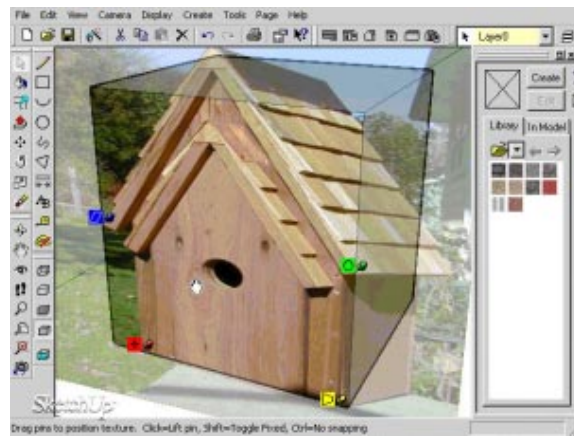 File Edit View Camera Display Create Tools Page Help
Layer0
Create
Edit
Library In Model
SketchUp
Drag pins to position texture. Click=Lift pin, Shift=Toggle Fixed, Ctrl=No snapping